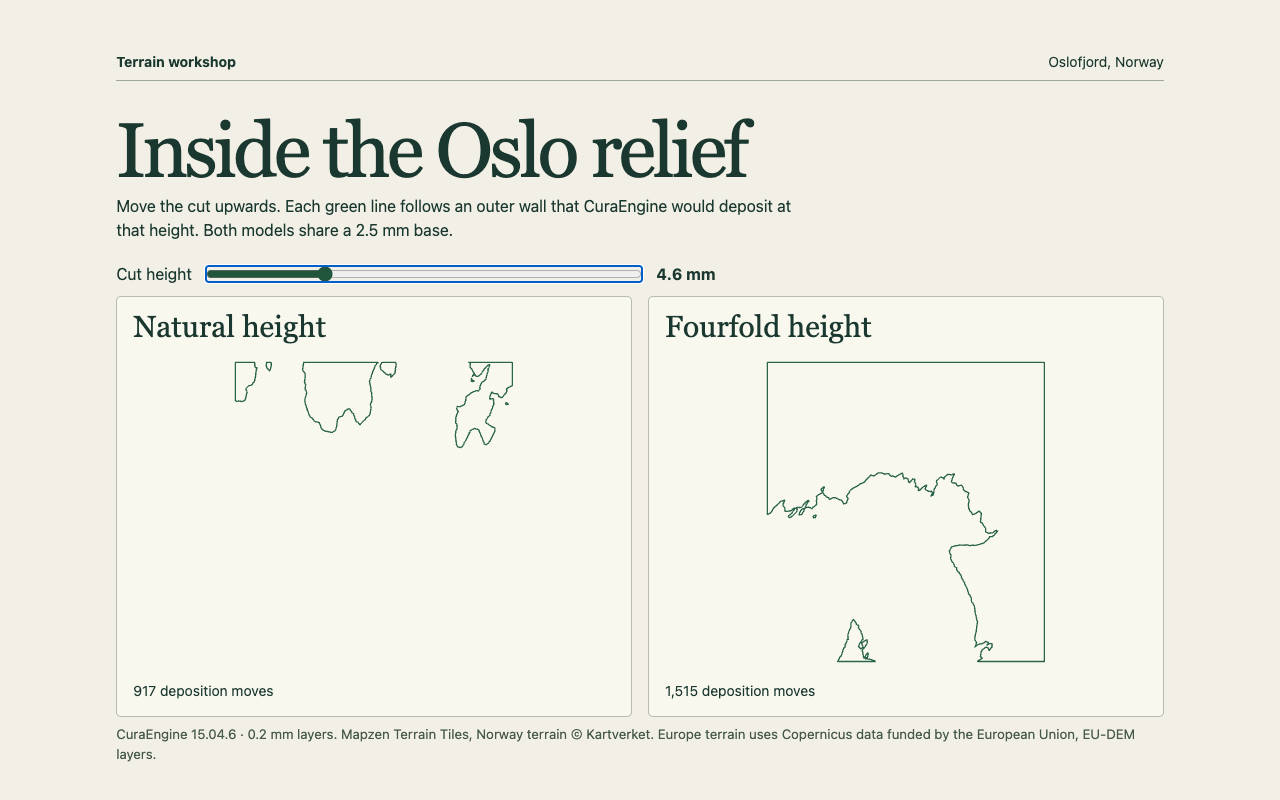 Terrain workshop
Oslofjord, Norway
Inside the Oslo relief
Move the cut upwards. Each green line follows an outer wall that CuraEngine would deposit at
that height. Both models share a 2.5 mm base.
Cut height
4.6 mm
Natural height
917 deposition moves
Fourfold height
1,515 deposition moves
CuraEngine 15.04.6 · 0.2 mm layers. Mapzen Terrain Tiles, Norway terrain © Kartverket. Europe terrain uses Copernicus data funded by the European Union, EU-DEM
layers.